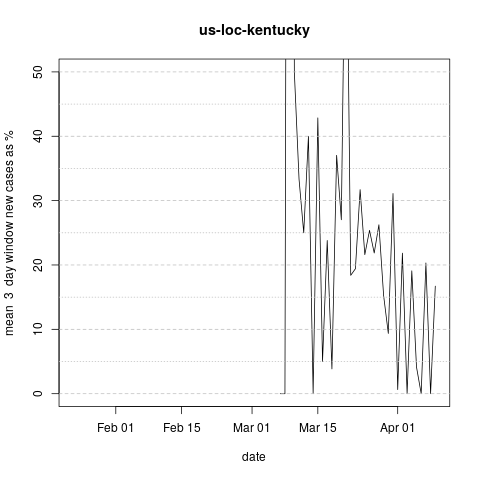 us-loc-kentucky
mean 3 day window new cases as %
50
40
30
20
10
0
Feb 01
Feb 15
Mar 01
Mar 15
Apr 01
date